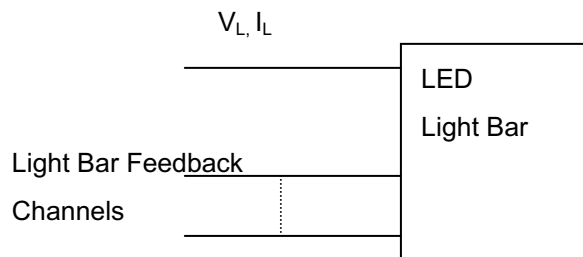 VL, IL
LED
Light Bar
Light Bar Feedback
Channels